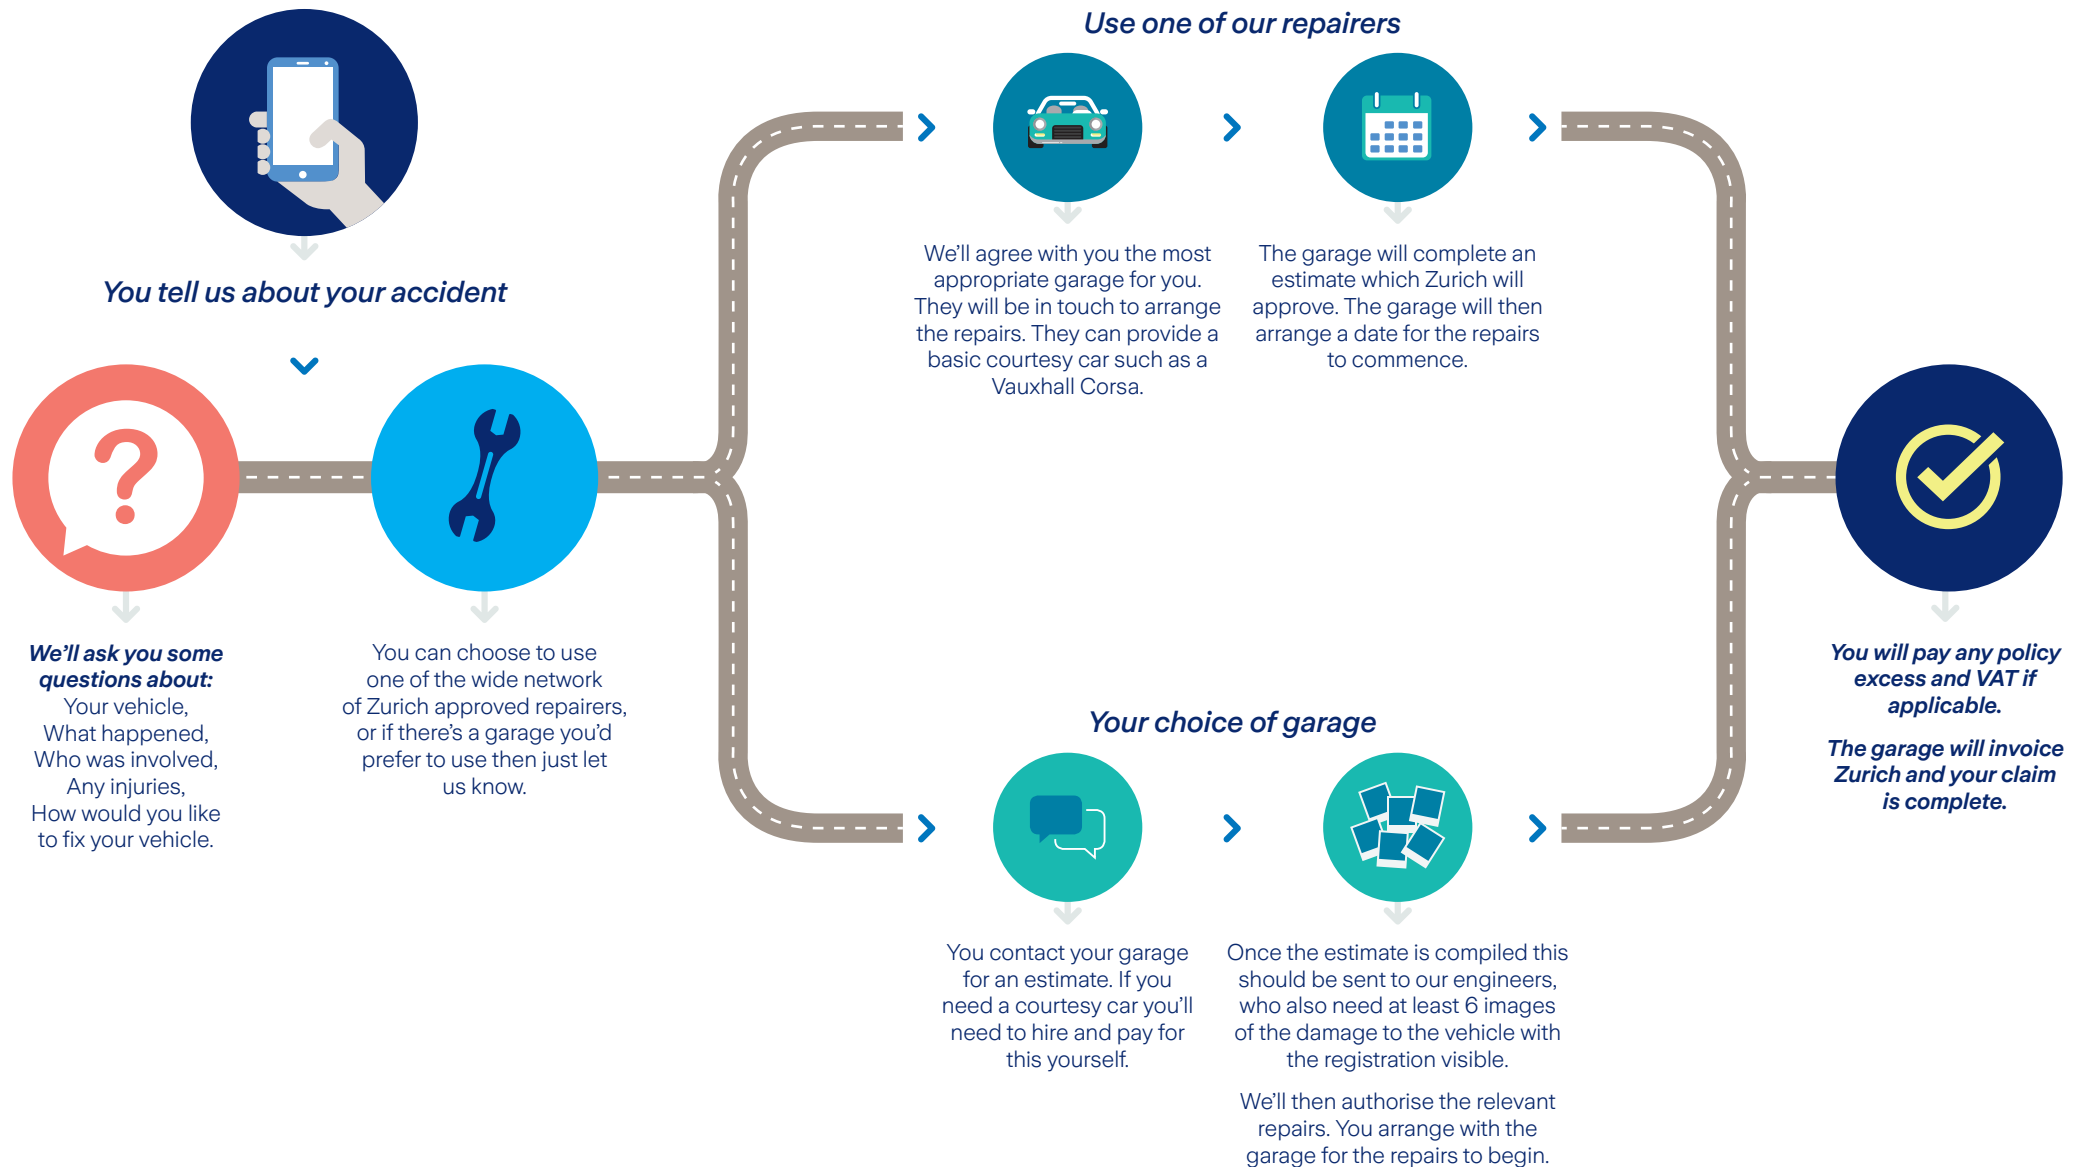 You tell us about your accident
We'll ask you some
questions about:
Your vehicle,
What happened,
Who was involved,
Any injuries,
How would you like
to fix your vehicle.
You can choose to use
one of the wide network
of Zurich approved repairers,
or if there's a garage you'd
prefer to use then just let
us know.
Use one of our repairers
We'll agree with you the most
appropriate garage for you.
They will be in touch to arrange
the repairs. They can provide a
basic courtesy car such as a
Vauxhall Corsa.
The garage will complete an
estimate which Zurich will
approve. The garage will then
arrange a date for the repairs
to commence.
Your choice of garage
You contact your garage
for an estimate. If you
need a courtesy car you'll
need to hire and pay for
this yourself.
Once the estimate is compiled this
should be sent to our engineers,
who also need at least 6 images
of the damage to the vehicle with
the registration visible.
We'll then authorise the relevant
repairs. You arrange with the
garage for the repairs to begin.
You will pay any policy
excess and VAT if
applicable.
The garage will invoice
Zurich and your claim
is complete.